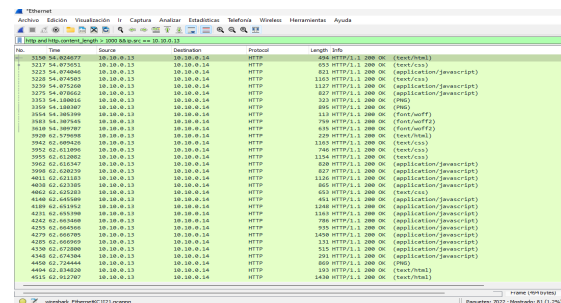 *Ethernet
Archivo Edición Visualización Ir Captura Analizar Estadísticas Telefonía Wireless Herramientas Ayuda
http and http.content_length > 1000 && ip.src == 10.10.0.13
No. Time Source Destination Protocol Length Info
3150 54.024677 10.10.0.13 10.10.0.14 HTTP 494 HTTP/1.1 200 OK (text/html)
3217 54.073651 10.10.0.13 10.10.0.14 HTTP 653 HTTP/1.1 200 OK (text/css)
3223 54.074046 10.10.0.13 10.10.0.14 HTTP 821 HTTP/1.1 200 OK (application/javascript)
3228 54.074503 10.10.0.13 10.10.0.14 HTTP 1163 HTTP/1.1 200 OK (text/css)
3239 54.075260 10.10.0.13 10.10.0.14 HTTP 1127 HTTP/1.1 200 OK (application/javascript)
3275 54.078662 10.10.0.13 10.10.0.14 HTTP 827 HTTP/1.1 200 OK (application/javascript)
3353 54.180016 10.10.0.13 10.10.0.14 HTTP 323 HTTP/1.1 200 OK (PNG)
3359 54.180307 10.10.0.13 10.10.0.14 HTTP 895 HTTP/1.1 200 OK (PNG)
3554 54.305399 10.10.0.13 10.10.0.14 HTTP 113 HTTP/1.1 200 OK (font/woff)
3583 54.307545 10.10.0.13 10.10.0.14 HTTP 759 HTTP/1.1 200 OK (font/woff2)
3610 54.309707 10.10.0.13 10.10.0.14 HTTP 635 HTTP/1.1 200 OK (font/woff2)
3910 62.579698 10.10.0.13 10.10.0.14 HTTP 229 HTTP/1.1 200 OK (text/html)
3942 62.609426 10.10.0.13 10.10.0.14 HTTP 1163 HTTP/1.1 200 OK (text/css)
3952 62.611096 10.10.0.13 10.10.0.14 HTTP 746 HTTP/1.1 200 OK (text/css)
3955 62.612082 10.10.0.13 10.10.0.14 HTTP 1154 HTTP/1.1 200 OK (text/css)
3962 62.616347 10.10.0.13 10.10.0.14 HTTP 820 HTTP/1.1 200 OK (application/javascript)
3998 62.620239 10.10.0.13 10.10.0.14 HTTP 827 HTTP/1.1 200 OK (application/javascript)
4011 62.621183 10.10.0.13 10.10.0.14 HTTP 1126 HTTP/1.1 200 OK (application/javascript)
4038 62.623385 10.10.0.13 10.10.0.14 HTTP 865 HTTP/1.1 200 OK (application/javascript)
4062 62.625283 10.10.0.13 10.10.0.14 HTTP 653 HTTP/1.1 200 OK (text/css)
4140 62.645509 10.10.0.13 10.10.0.14 HTTP 451 HTTP/1.1 200 OK (application/javascript)
4189 62.651952 10.10.0.13 10.10.0.14 HTTP 1248 HTTP/1.1 200 OK (application/javascript)
4231 62.655390 10.10.0.13 10.10.0.14 HTTP 1163 HTTP/1.1 200 OK (application/javascript)
4242 62.663460 10.10.0.13 10.10.0.14 HTTP 786 HTTP/1.1 200 OK (application/javascript)
4255 62.664566 10.10.0.13 10.10.0.14 HTTP 935 HTTP/1.1 200 OK (application/javascript)
4279 62.666705 10.10.0.13 10.10.0.14 HTTP 1450 HTTP/1.1 200 OK (application/javascript)
4285 62.666969 10.10.0.13 10.10.0.14 HTTP 131 HTTP/1.1 200 OK (application/javascript)
4330 62.672800 10.10.0.13 10.10.0.14 HTTP 515 HTTP/1.1 200 OK (application/javascript)
4348 62.674304 10.10.0.13 10.10.0.14 HTTP 291 HTTP/1.1 200 OK (application/javascript)
4450 62.724444 10.10.0.13 10.10.0.14 HTTP 869 HTTP/1.1 200 OK (PNG)
4494 62.834820 10.10.0.13 10.10.0.14 HTTP 193 HTTP/1.1 200 OK (text/html)
4515 62.912787 10.10.0.13 10.10.0.14 HTTP 1430 HTTP/1.1 200 OK (text/html)
Frame (494 bytes)